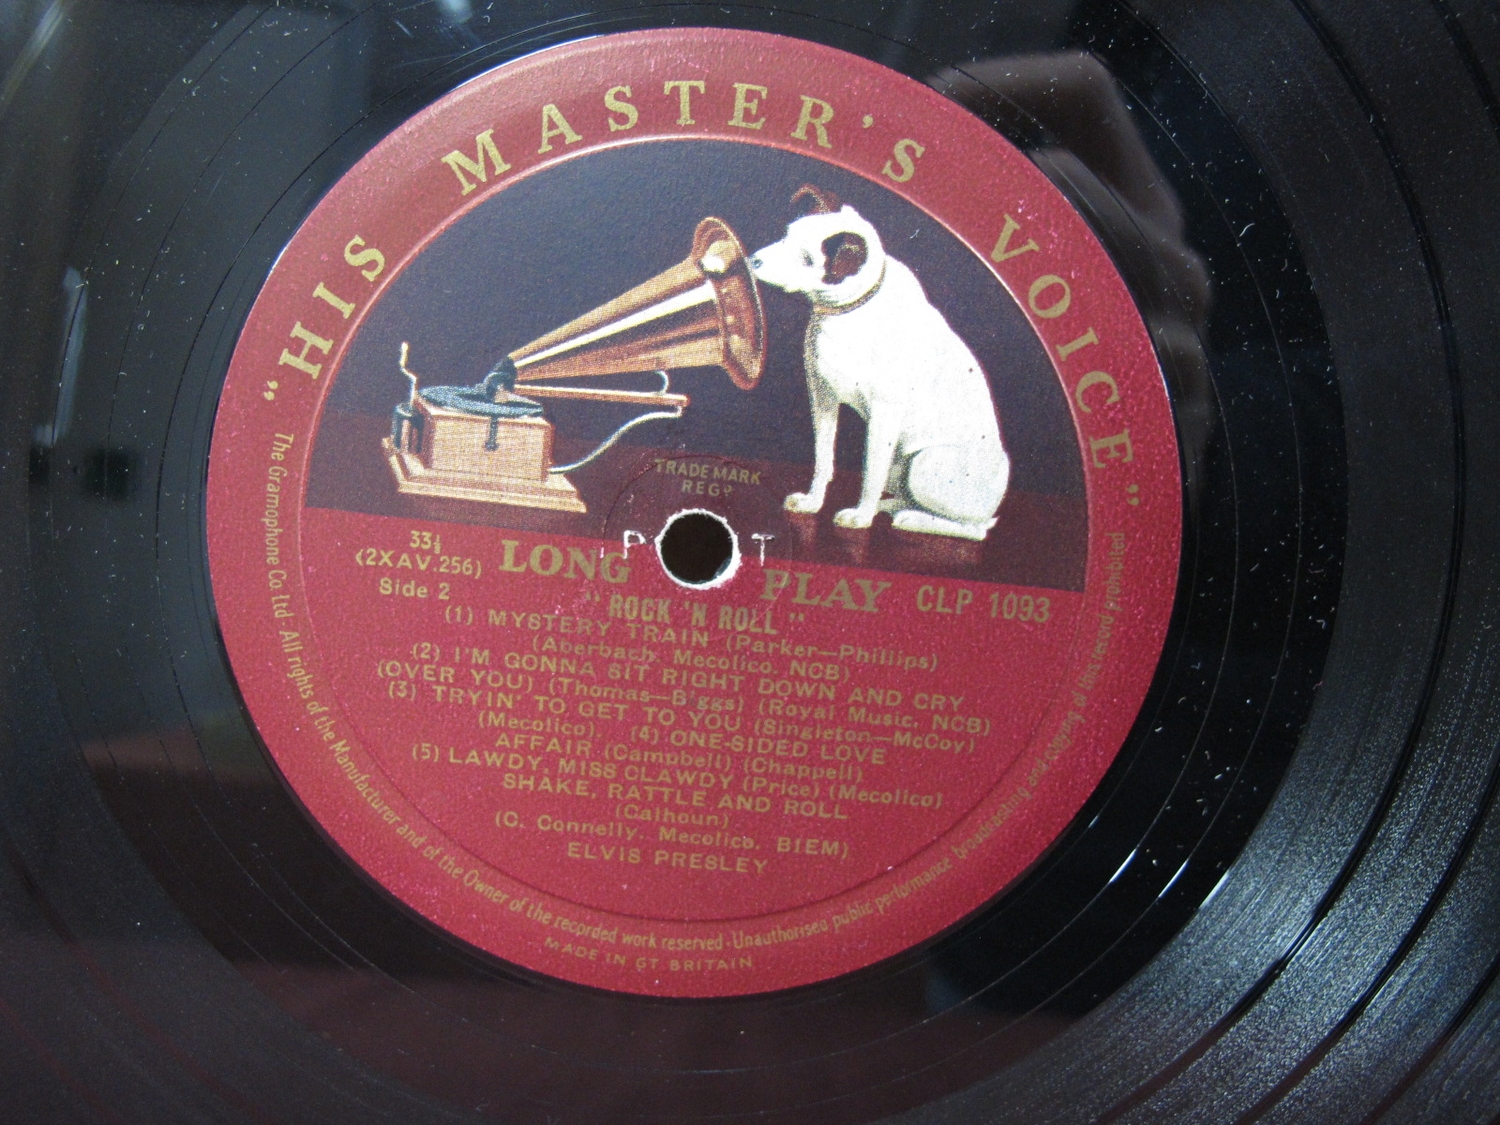 "HIS MASTER'S VOICE"
TRADE MARK
REGD
P T
33⅓
(2XAV.256)
Side 2
LONG PLAY CLP 1093
"ROCK 'N ROLL"
(1) MYSTERY TRAIN (Parker—Phillips)
(Aberbach, Mecolico, NCB)
(2) I'M GONNA SIT RIGHT DOWN AND CRY
(OVER YOU) (Thomas—Biggs) (Royal Music, NCB)
(3) TRYIN' TO GET TO YOU (Singleton—McCoy)
(Mecolico) (4) ONE-SIDED LOVE
AFFAIR (Campbell) (Chappell)
(5) LAWDY, MISS CLAWDY (Price) (Mecolico)
SHAKE, RATTLE AND ROLL
(Calhoun)
(C. Connelly, Mecolico, BIEM)
ELVIS PRESLEY
The Gramophone Co Ltd. All rights of the Manufacturer and of the Owner of the recorded work reserved · Unauthorised public performance broadcasting and copying of this record prohibited
MADE IN GT BRITAIN